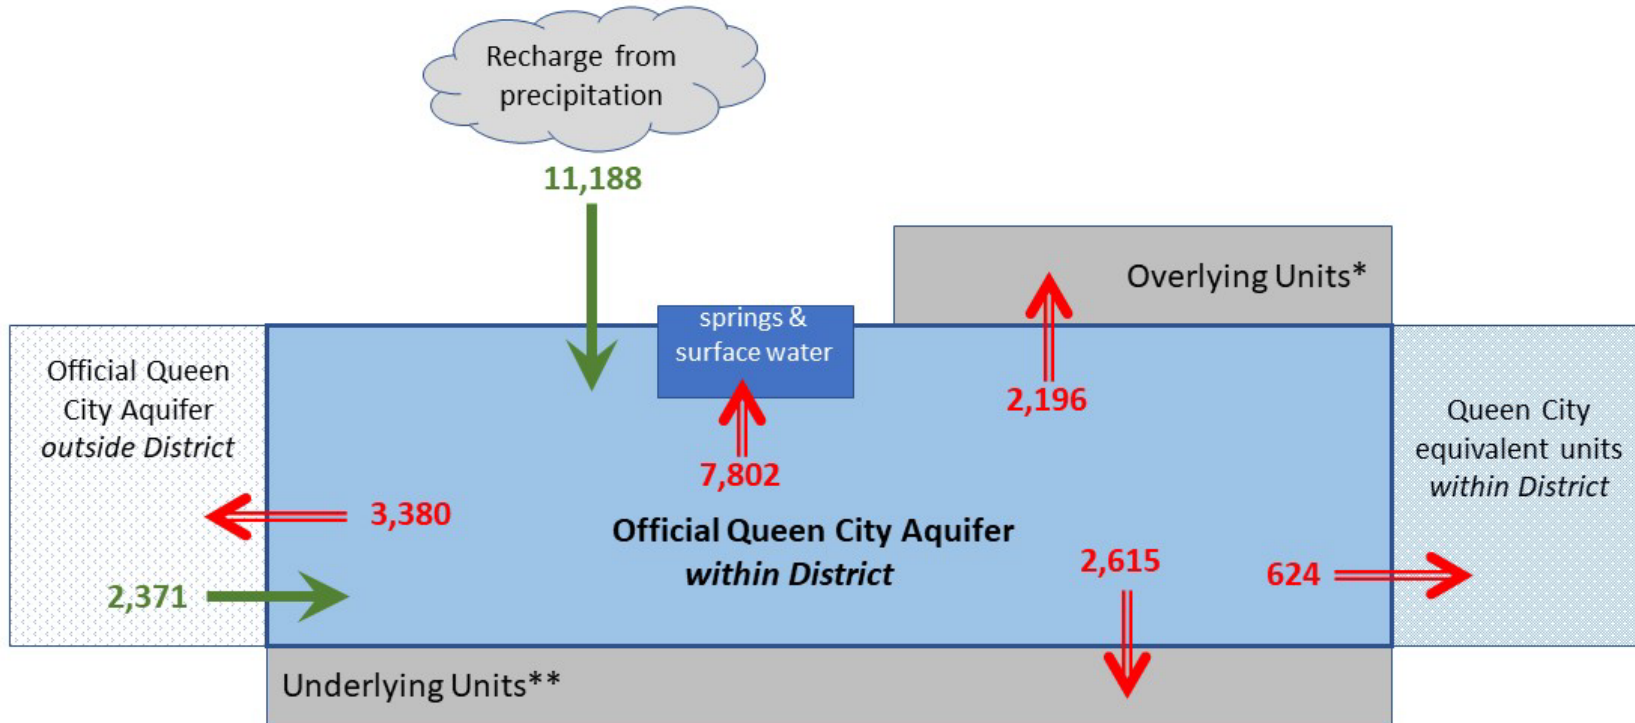 Recharge from
precipitation
11,188
Overlying Units*
springs &
surface water
2,196
Official Queen
City Aquifer
outside District
Queen City
equivalent units
within District
7,802
3,380
Official Queen City Aquifer
within District
2,615
624
2,371
Underlying Units**